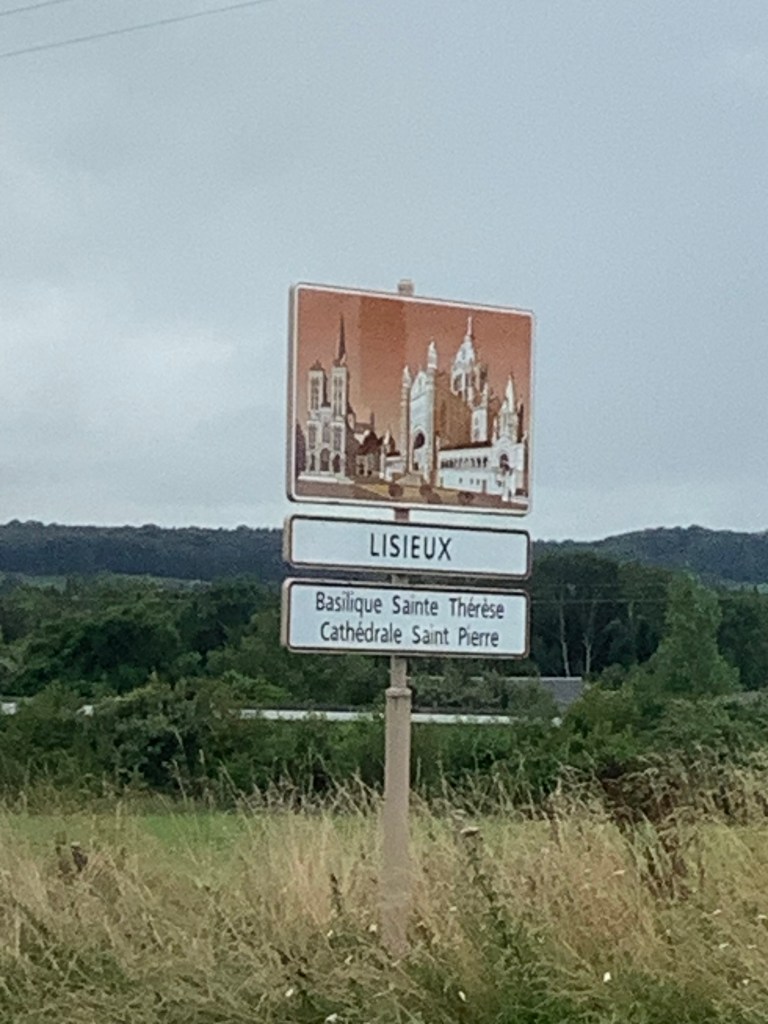 LISIEUX
Basilique Sainte Thérèse
Cathédrale Saint Pierre